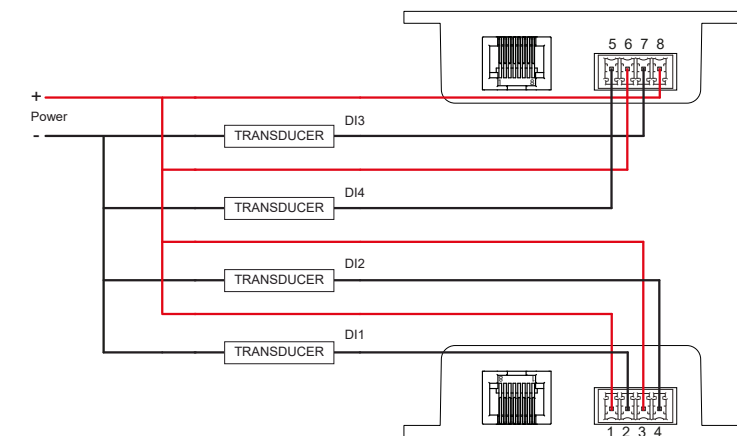 5 6 7 8
+
Power
-
DI3
TRANSDUCER
DI4
TRANSDUCER
DI2
TRANSDUCER
DI1
TRANSDUCER
1 2 3 4